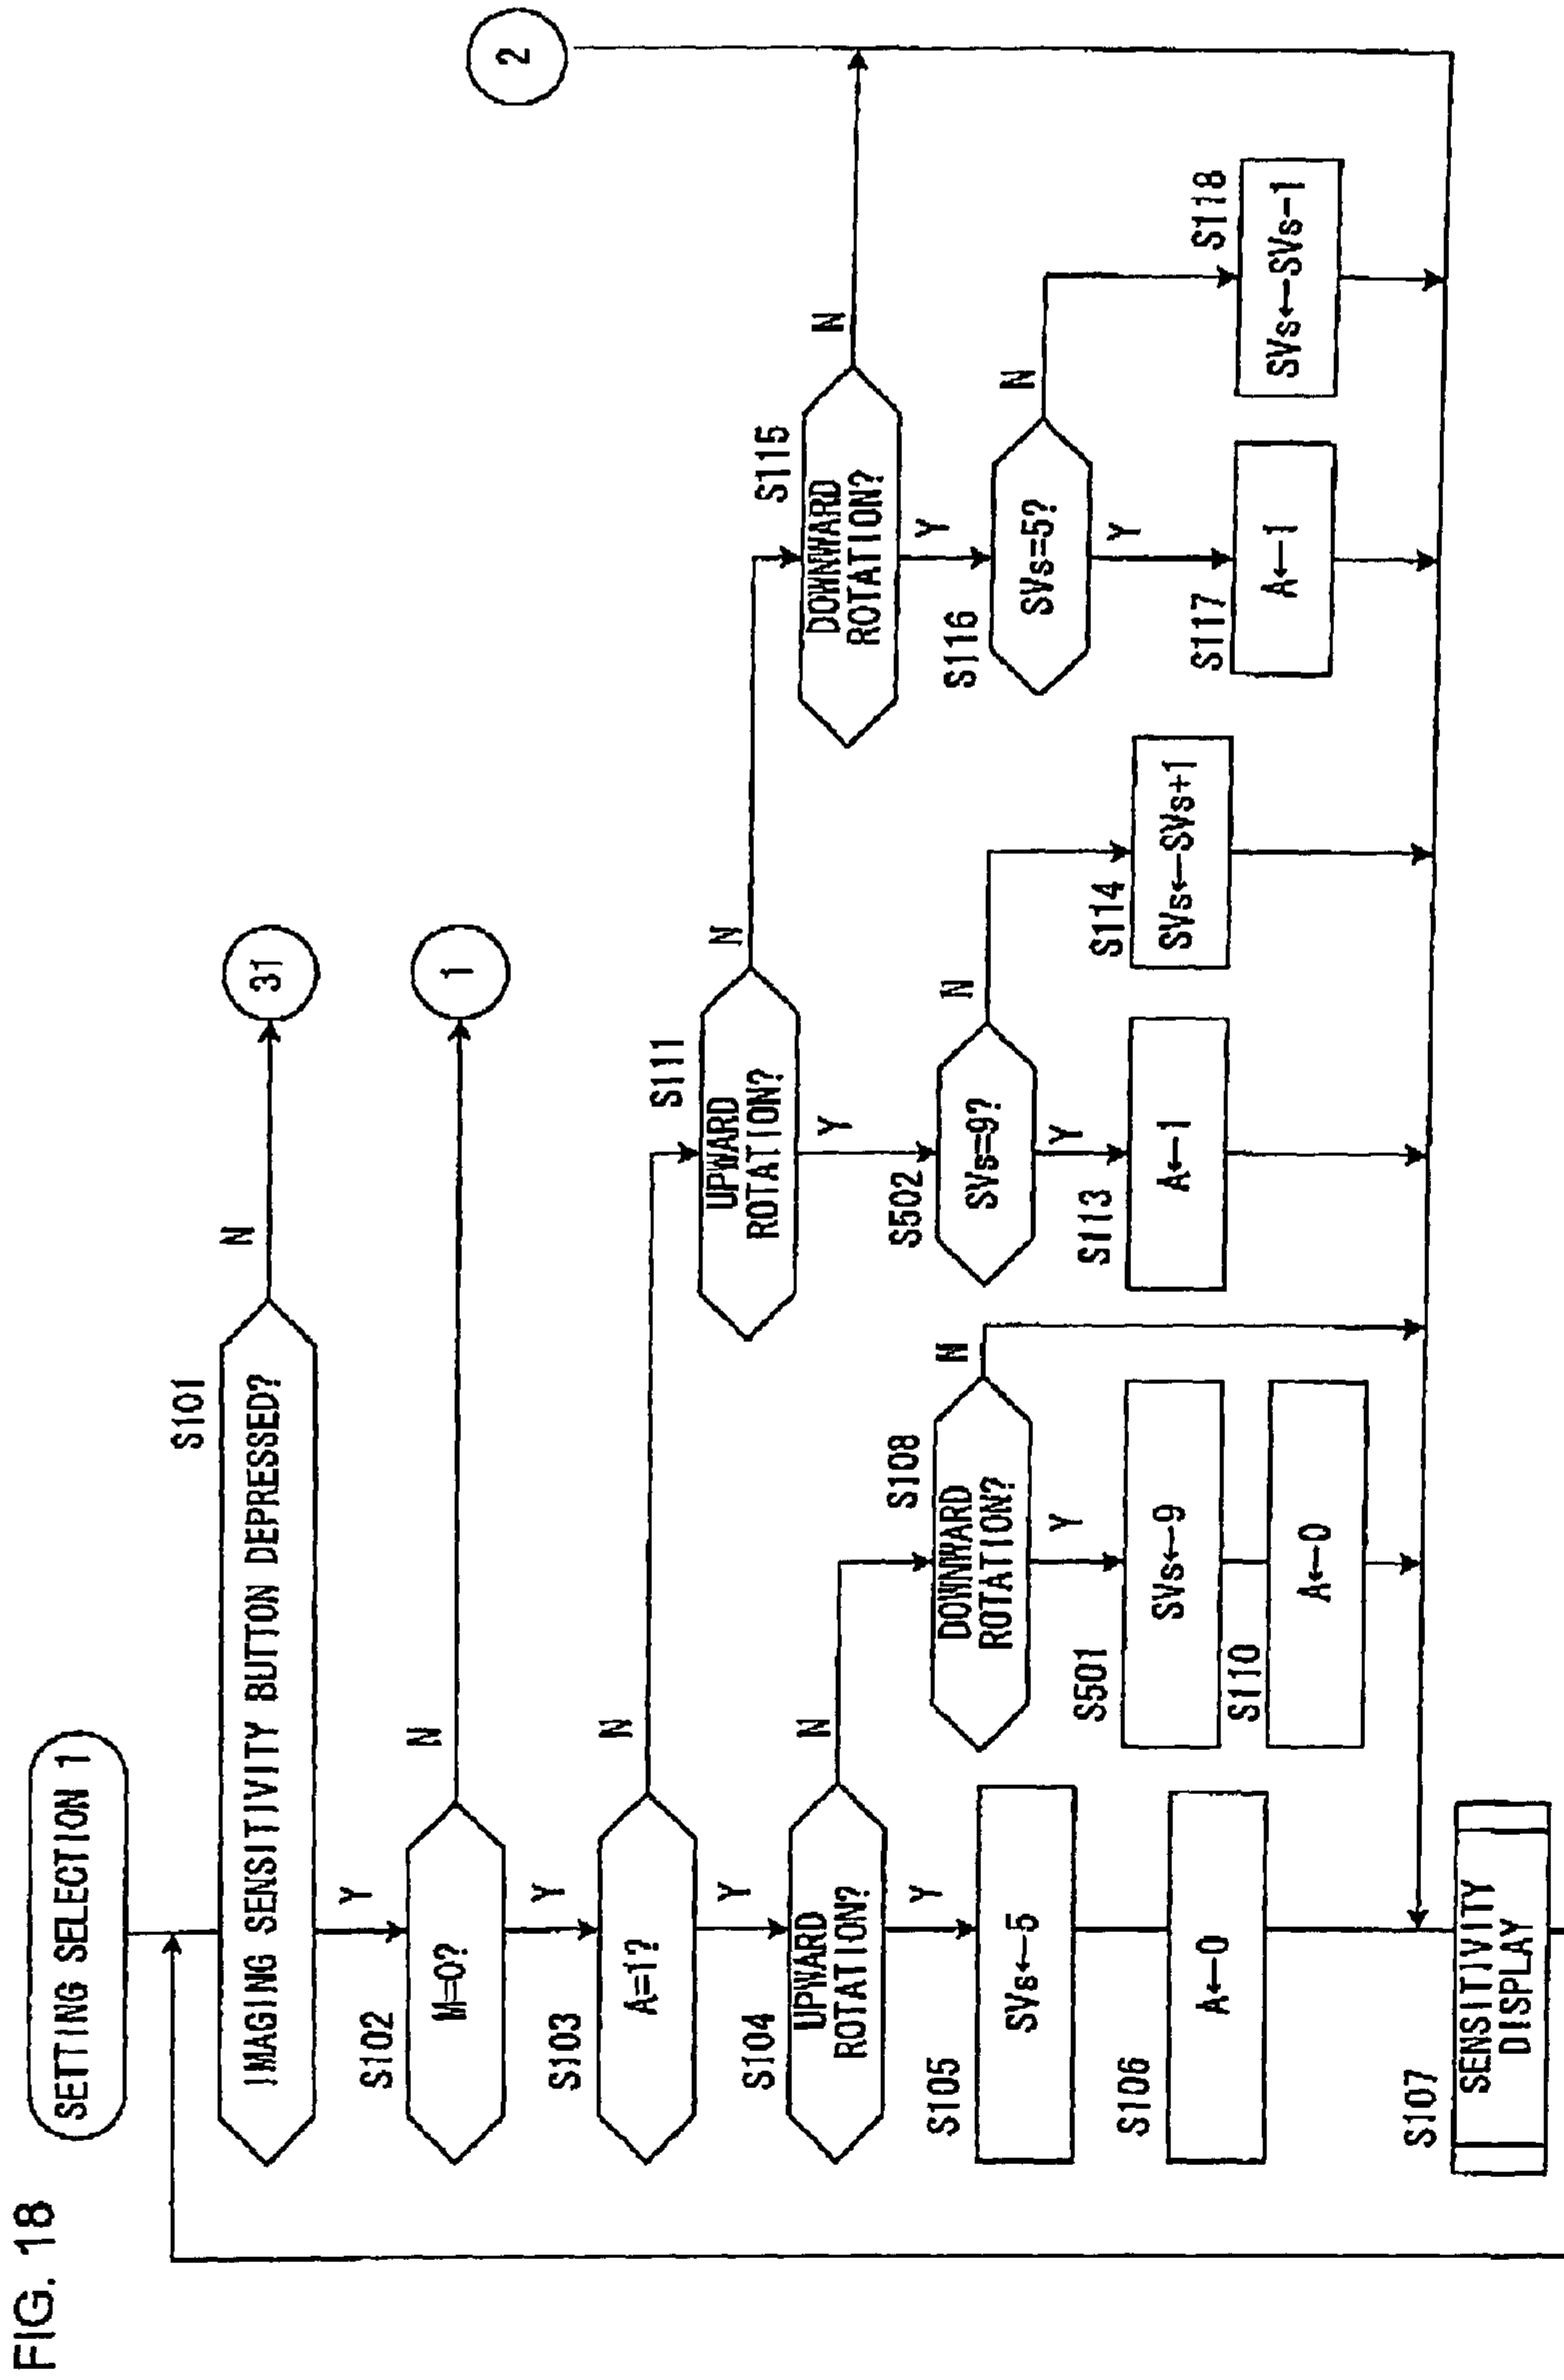 FIG. 18
SETTING SELECTION 1
S101
IMAGING SENSITIVITY BUTTON DEPRESSED?
N
31
Y
S102
M=0?
N
1
Y
S103
A=1?
N
Y
S104
UPWARD
ROTATION?
N
Y
S105
SVs←5
S106
A←0
S107
SENSITIVITY
DISPLAY
S108
DOWNWARD
ROTATION?
N
Y
S501
SVs←9
S110
A←0
S111
UPWARD
ROTATION?
N
Y
S502
SVs=9?
N
Y
S113
A←1
S114
SVs←SVs+1
S115
DOWNWARD
ROTATION?
N
Y
S116
SVs=5?
N
Y
S117
A←1
S118
SVs←SVs-1
2